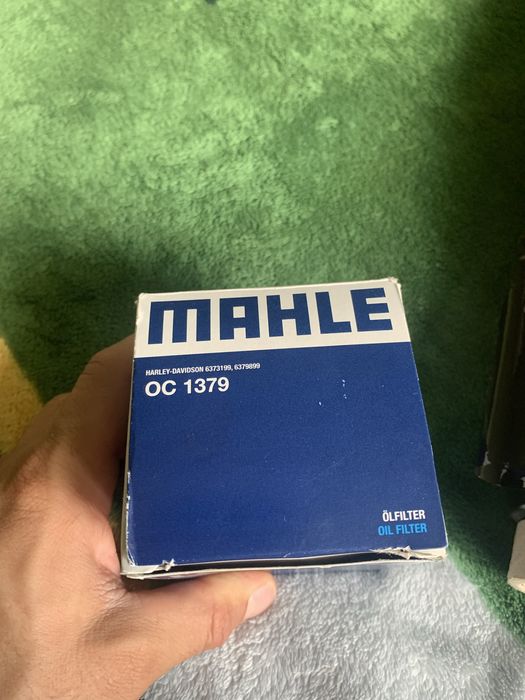 MAHLE
HARLEY-DAVIDSON 6373199, 6379899
OC 1379
ÖLFILTER
OIL FILTER